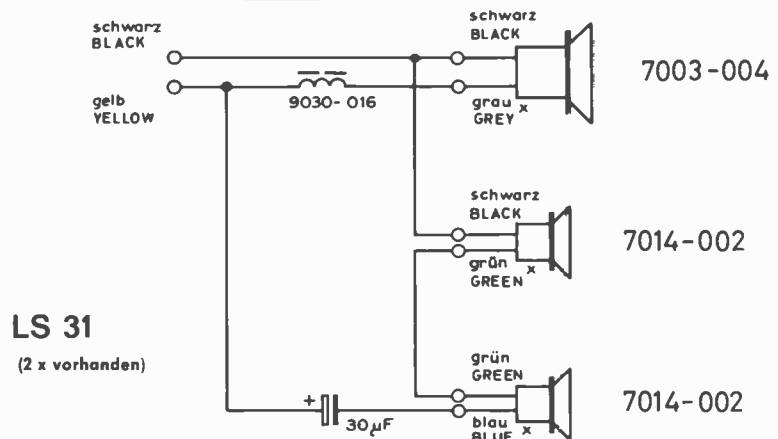 schwarz
BLACK
schwarz
BLACK
7003-004
gelb
YELLOW
9030-016
grau x
GREY
schwarz
BLACK
7014-002
grün x
GREEN
LS 31
(2 x vorhanden)
grün
GREEN
7014-002
+
30µF
blau x
BLUE